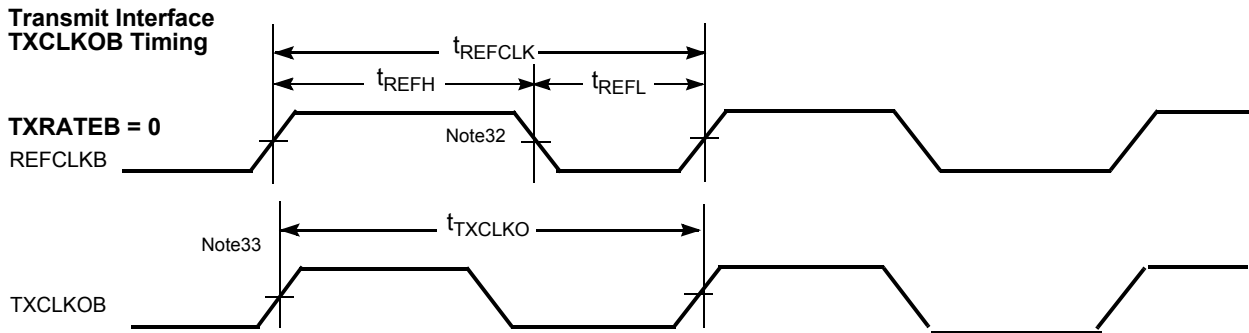 Transmit Interface
TXCLKOB Timing
tREFCLK
tREFH
tREFL
TXRATEB = 0
REFCLKB
Note32
tTXCLKO
Note33
TXCLKOB